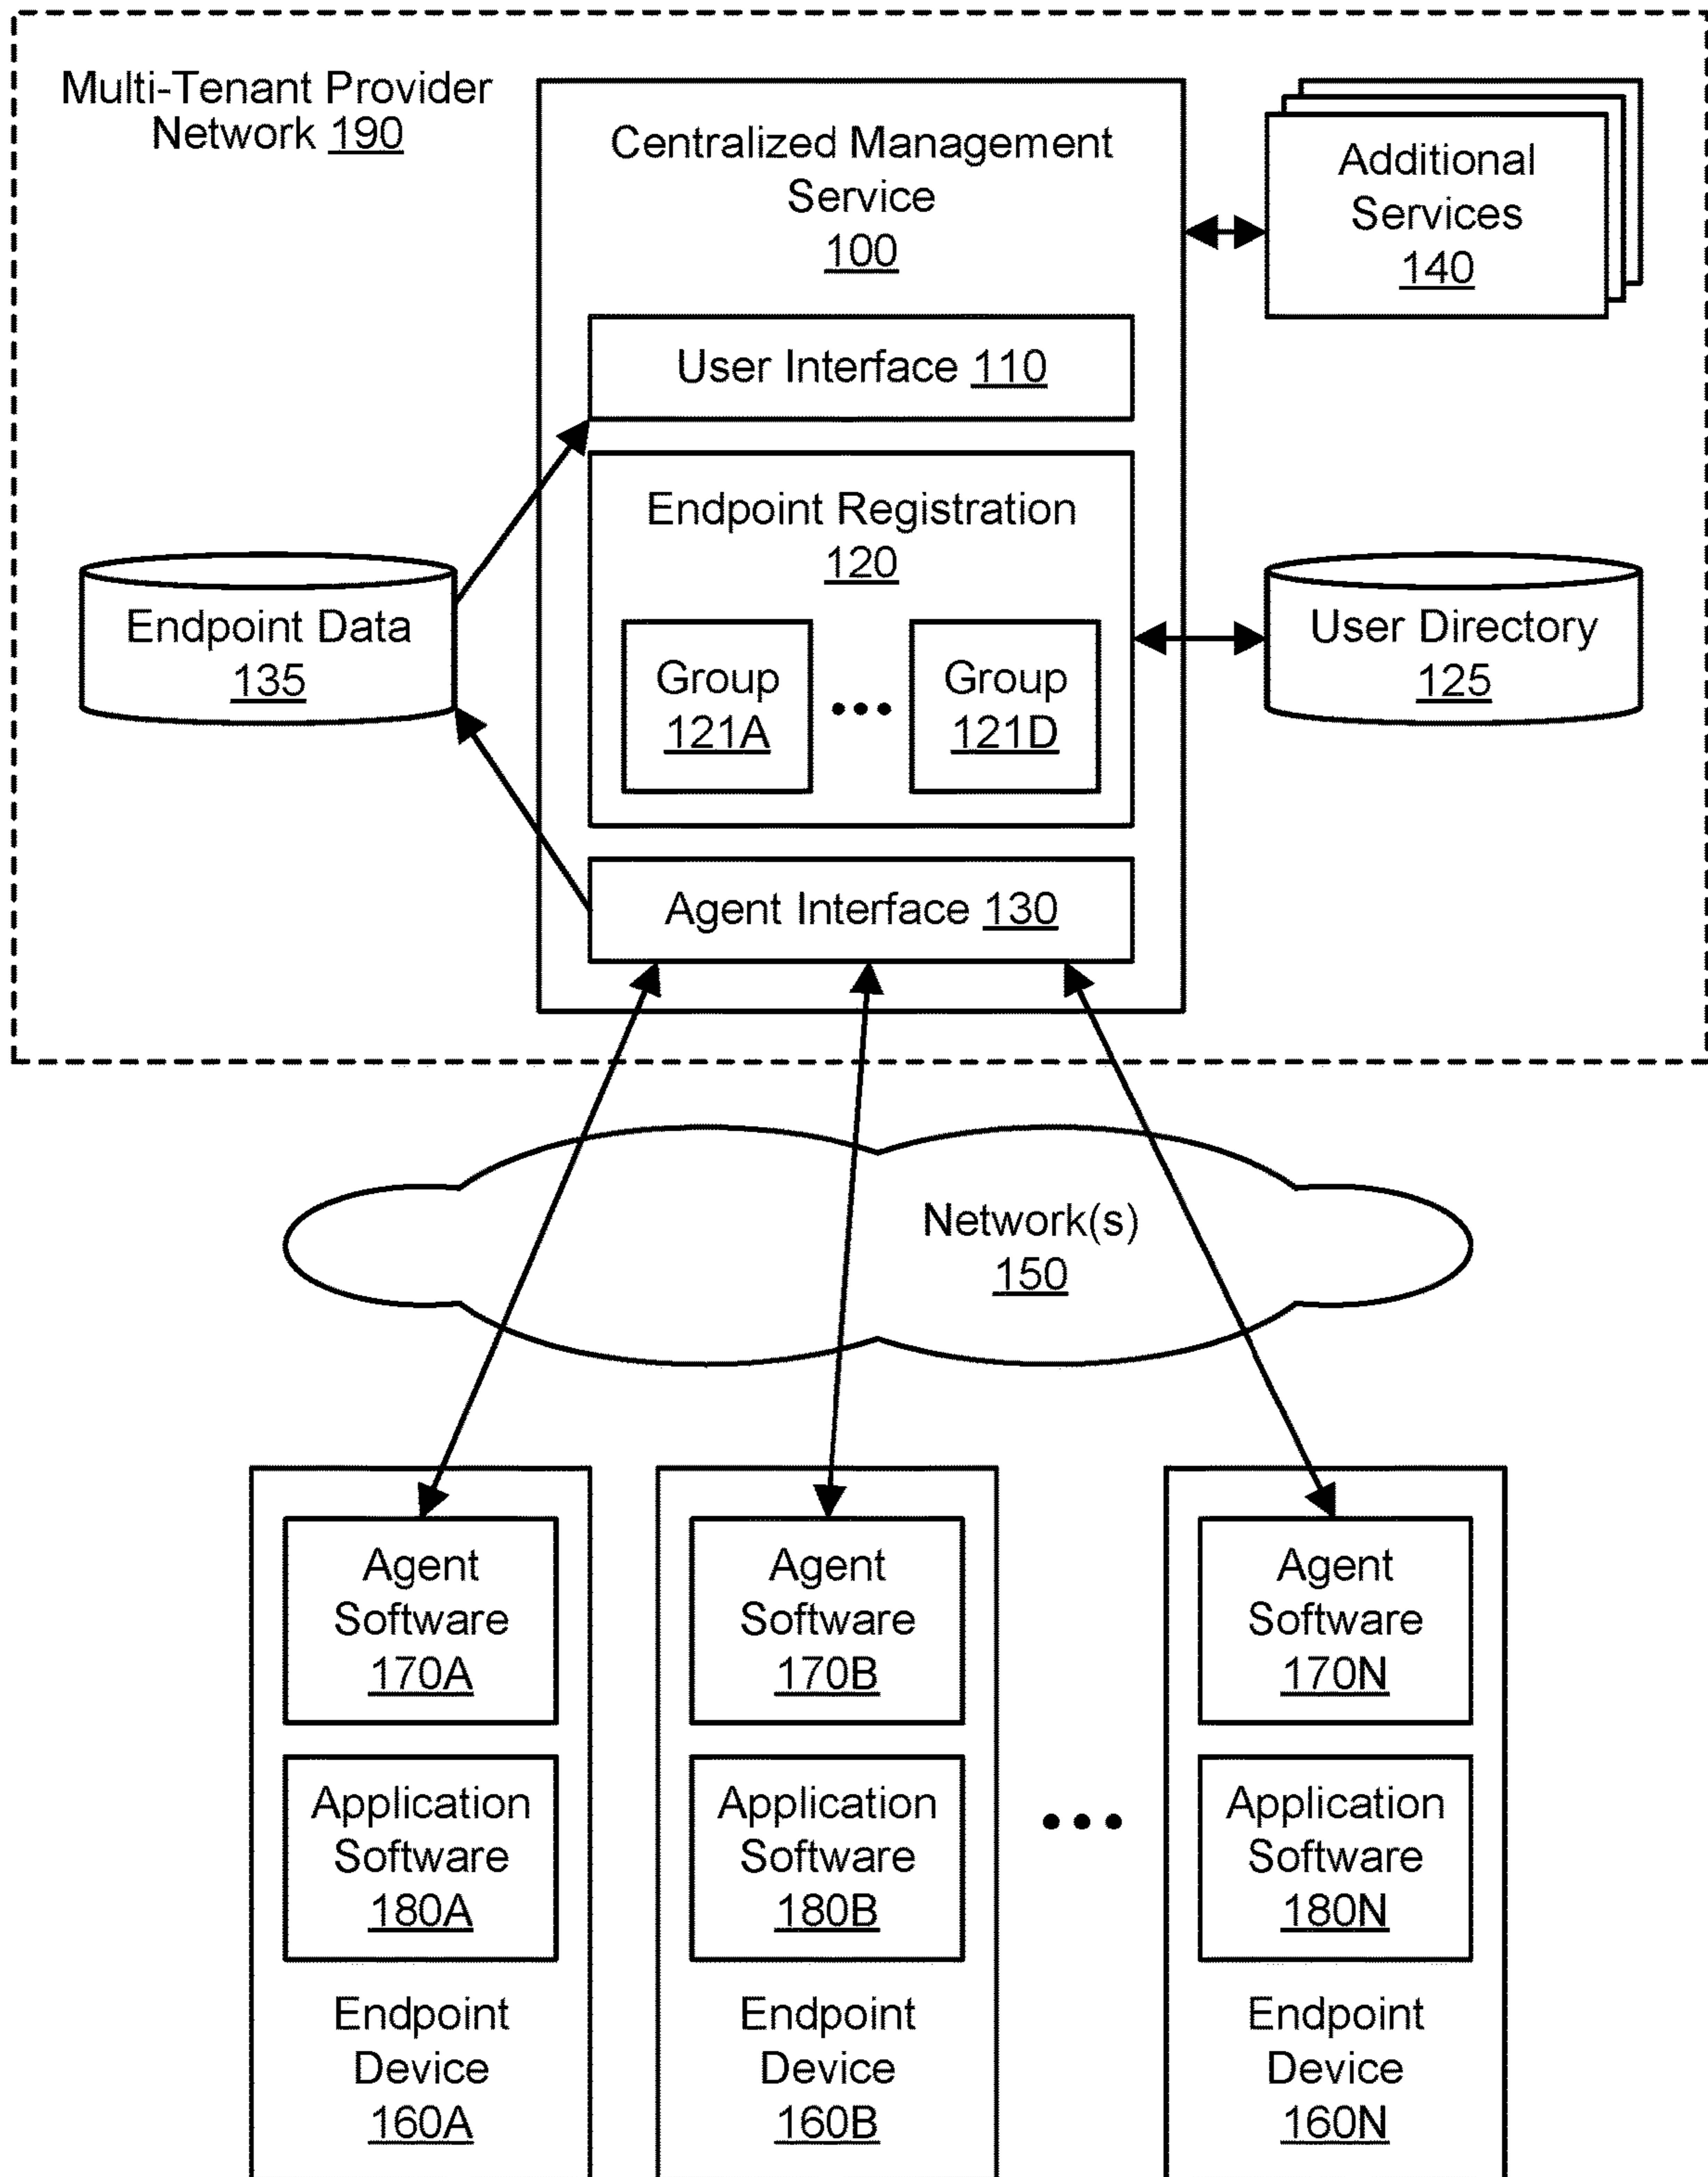 Multi-Tenant Provider
Network 190
Centralized Management
Service
100
Additional
Services
140
User Interface 110
Endpoint Registration
120
Group
121A
Group
121D
Endpoint Data
135
User Directory
125
Agent Interface 130
Network(s)
150
Agent
Software
170A
Application
Software
180A
Endpoint
Device
160A
Agent
Software
170B
Application
Software
180B
Endpoint
Device
160B
Agent
Software
170N
Application
Software
180N
Endpoint
Device
160N